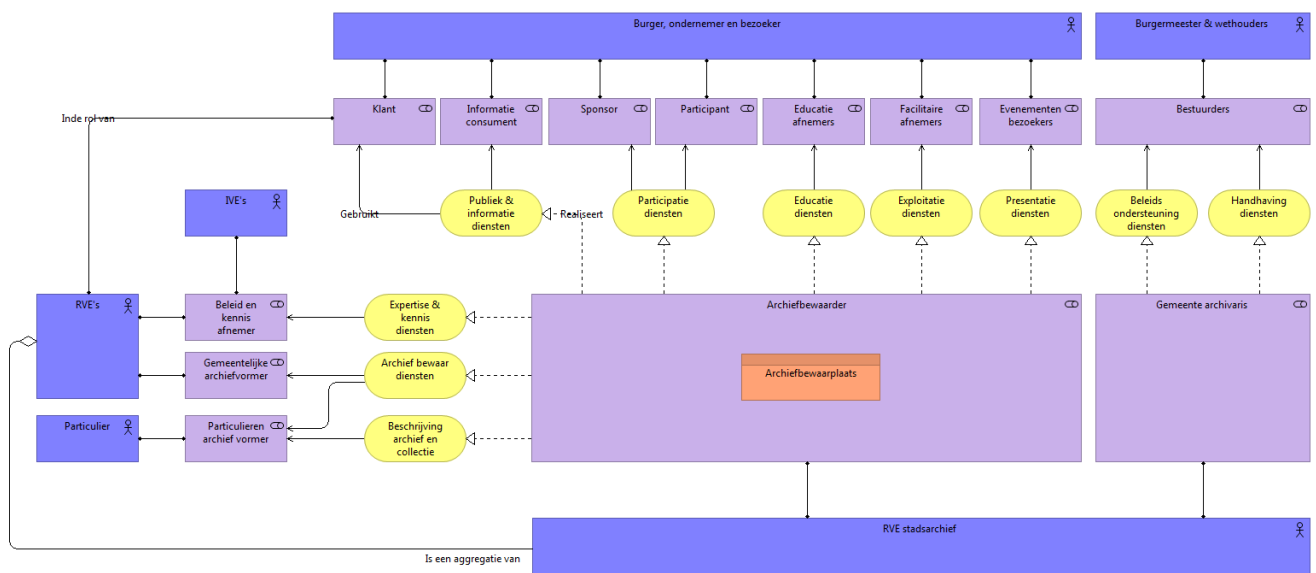 Burger, ondernemer en bezoeker
Burgermeester & wethouders
Klant
Informatie
consument
Sponsor
Participant
Educatie
afnemers
Facilitaire
afnemers
Evenementen
bezoekers
Bestuurders
Inde rol van
IVE's
Gebruikt
Publiek &
informatie
diensten
Realiseert
Participatie
diensten
Educatie
diensten
Exploitatie
diensten
Presentatie
diensten
Beleids
ondersteuning
diensten
Handhaving
diensten
RVE's
Beleid en
kennis
afnemer
Expertise &
kennis
diensten
Archiefbewaarder
Gemeente archivaris
Gemeentelijke
archiefvormer
Archief bewaar
diensten
Archiefbewaarplaats
Particulier
Particulieren
archief vormer
Beschrijving
archief en
collectie
RVE stadsarchief
Is een aggregatie van